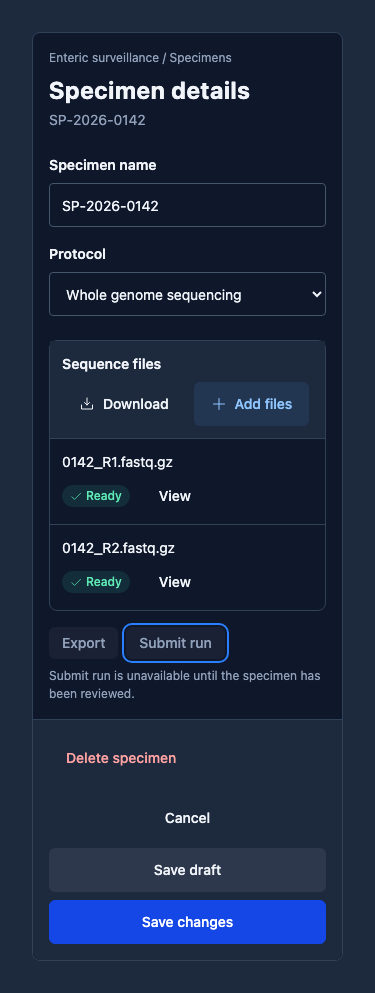 Enteric surveillance / Specimens
Specimen details
SP-2026-0142
Specimen name
SP-2026-0142
Protocol
Whole genome sequencing
Sequence files
Download
Add files
0142_R1.fastq.gz
Ready
View
0142_R2.fastq.gz
Ready
View
Export
Submit run
Submit run is unavailable until the specimen has
been reviewed.
Delete specimen
Cancel
Save draft
Save changes